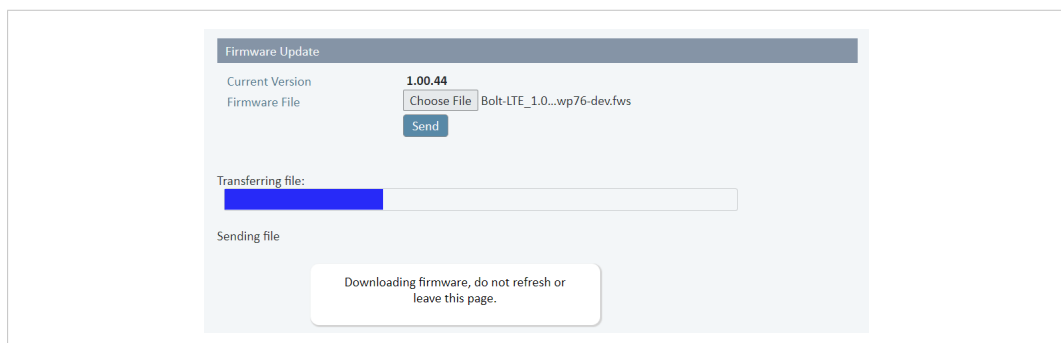 Firmware Update
Current Version 1.00.44
Firmware File Choose File Bolt-LTE_1.0...wp76-dev.fws
Send
Transferring file:
Sending file
Downloading firmware, do not refresh or
leave this page.